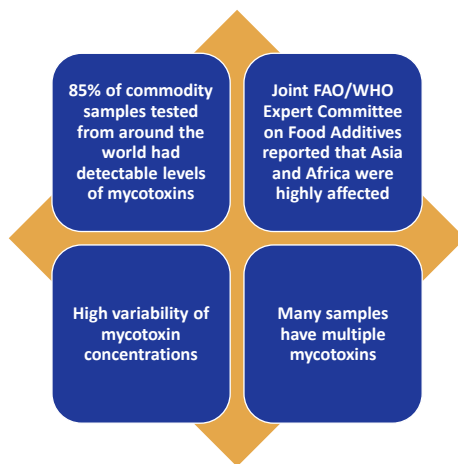 85% of commodity
samples tested
from around the
world had
detectable levels
of mycotoxins
Joint FAO/WHO
Expert Committee
on Food Additives
reported that Asia
and Africa were
highly affected
High variability of
mycotoxin
concentrations
Many samples
have multiple
mycotoxins